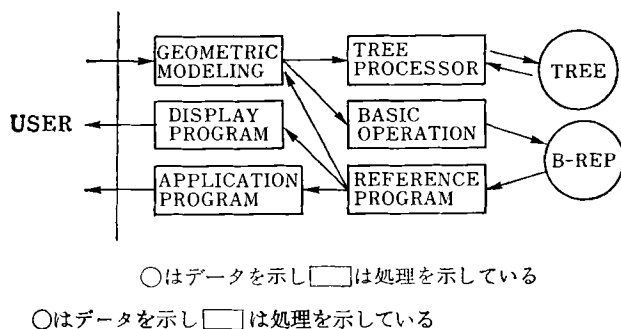 GEOMETRIC
MODELING
TREE
PROCESSOR
TREE
USER
DISPLAY
PROGRAM
BASIC
OPERATION
B-REP
APPLICATION
PROGRAM
REFERENCE
PROGRAM
○はデータを示し□は処理を示している
○はデータを示し□は処理を示している